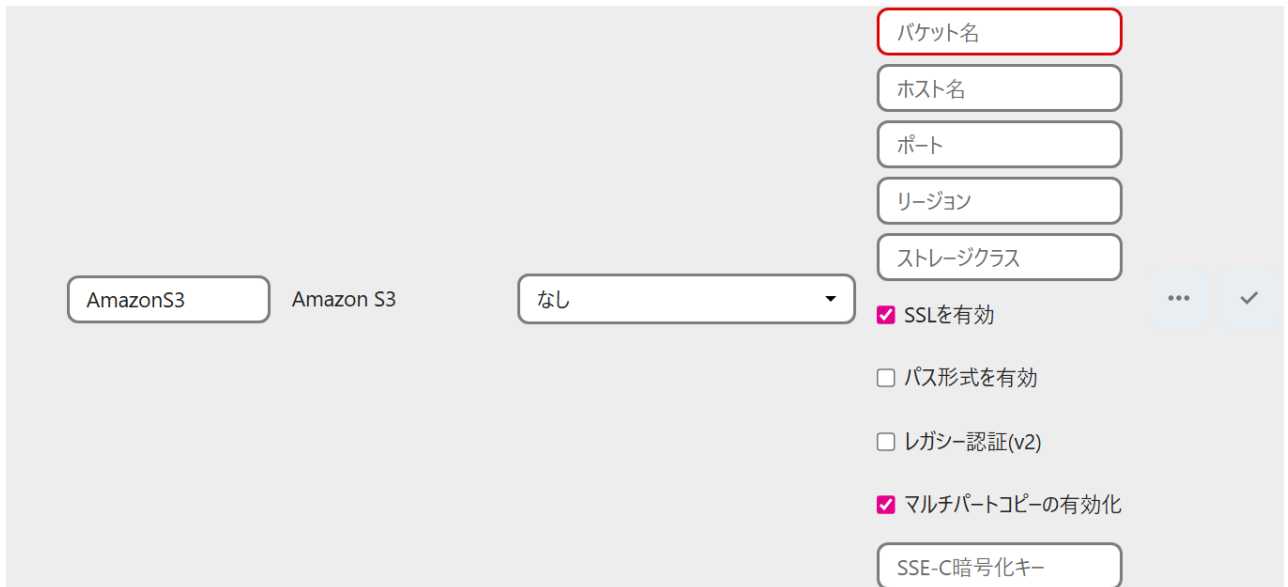 バケット名
ホスト名
ポート
リージョン
ストレージクラス
AmazonS3
Amazon S3
なし
SSLを有効
パス形式を有効
レガシー認証(v2)
マルチパートコピーの有効化
SSE-C暗号化キー